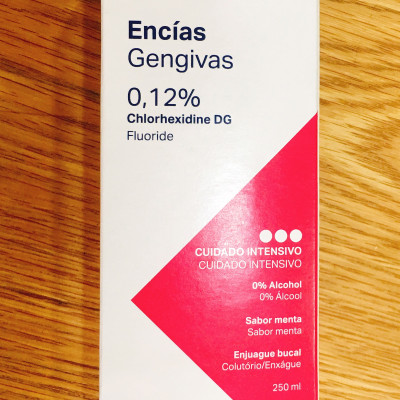 Encías
Gengivas
0,12%
Chlorhexidine DG
Fluoride
CUIDADO INTENSIVO
CUIDADO INTENSIVO
0% Alcohol
0% Álcool
Sabor menta
Sabor menta
Enjuague bucal
Colutório/Enxágue
250 ml